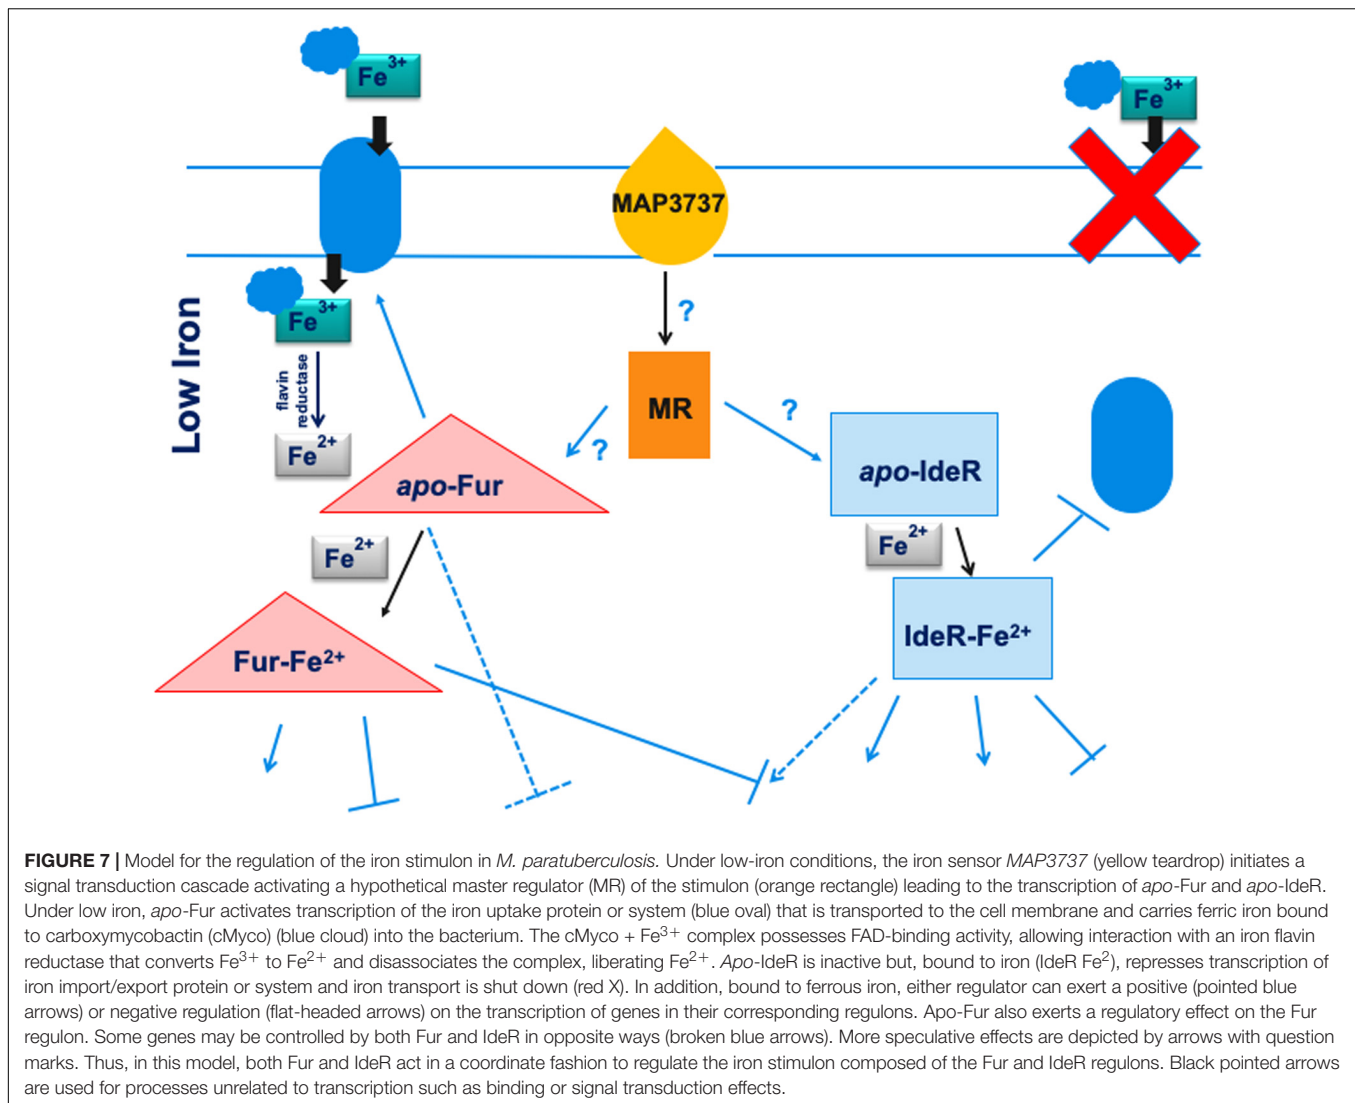 Fe3+
Fe3+
MAP3737
Low Iron
Fe3+
?
flavin
reductase
MR
?
?
Fe2+
apo-Fur
apo-IdeR
Fe2+
Fe2+
Fur-Fe2+
IdeR-Fe2+
FIGURE 7 | Model for the regulation of the iron stimulon in M. paratuberculosis. Under low-iron conditions, the iron sensor MAP3737 (yellow teardrop) initiates a
signal transduction cascade activating a hypothetical master regulator (MR) of the stimulon (orange rectangle) leading to the transcription of apo-Fur and apo-IdeR.
Under low iron, apo-Fur activates transcription of the iron uptake protein or system (blue oval) that is transported to the cell membrane and carries ferric iron bound
to carboxymycobactin (cMyco) (blue cloud) into the bacterium. The cMyco + Fe3+ complex possesses FAD-binding activity, allowing interaction with an iron flavin
reductase that converts Fe3+ to Fe2+ and disassociates the complex, liberating Fe2+. Apo-IdeR is inactive but, bound to iron (IdeR Fe2), represses transcription of
iron import/export protein or system and iron transport is shut down (red X). In addition, bound to ferrous iron, either regulator can exert a positive (pointed blue
arrows) or negative regulation (flat-headed arrows) on the transcription of genes in their corresponding regulons. Apo-Fur also exerts a regulatory effect on the Fur
regulon. Some genes may be controlled by both Fur and IdeR in opposite ways (broken blue arrows). More speculative effects are depicted by arrows with question
marks. Thus, in this model, both Fur and IdeR act in a coordinate fashion to regulate the iron stimulon composed of the Fur and IdeR regulons. Black pointed arrows
are used for processes unrelated to transcription such as binding or signal transduction effects.